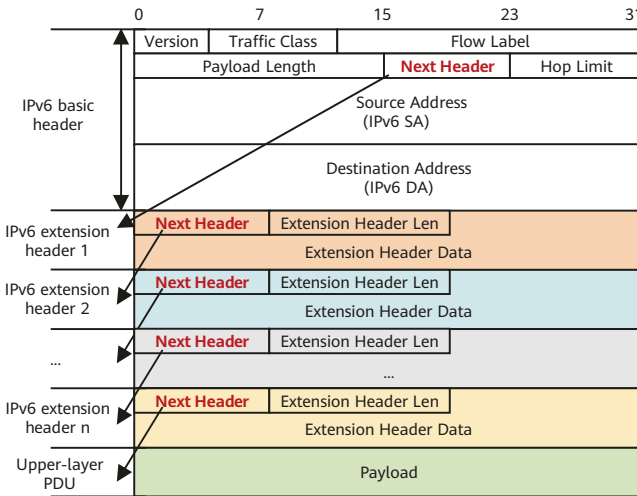 0 7 15 23 31
Version Traffic Class Flow Label
Payload Length Next Header Hop Limit
IPv6 basic
header
Source Address
(IPv6 SA)
Destination Address
(IPv6 DA)
IPv6 extension
header 1
Next Header Extension Header Len
Extension Header Data
IPv6 extension
header 2
Next Header Extension Header Len
Extension Header Data
...
Next Header Extension Header Len
...
IPv6 extension
header n
Next Header Extension Header Len
Extension Header Data
Upper-layer
PDU
Payload